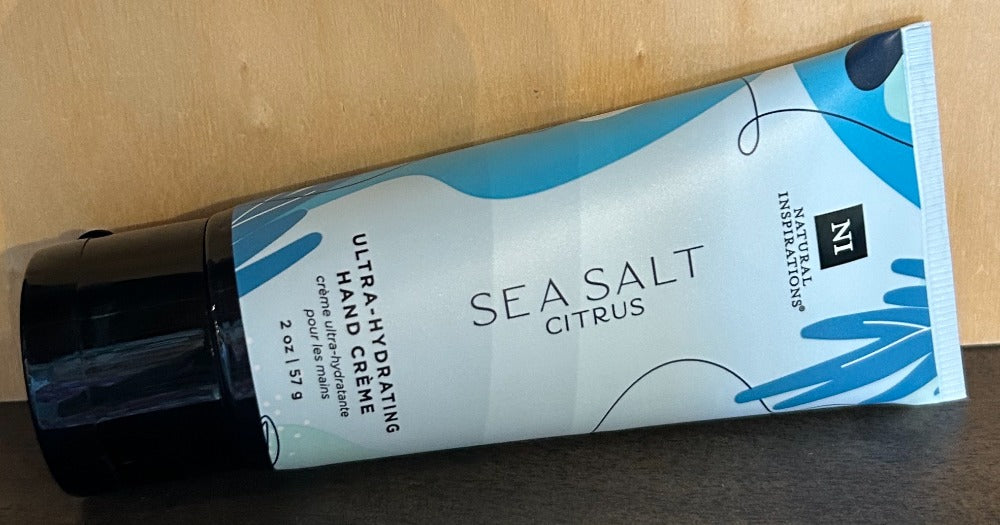 NI
NATURAL
INSPIRATIONS®
SEA SALT
CITRUS
ULTRA-HYDRATING
HAND CRÈME
crème ultra-hydratante
pour les mains
2 oz | 57 g